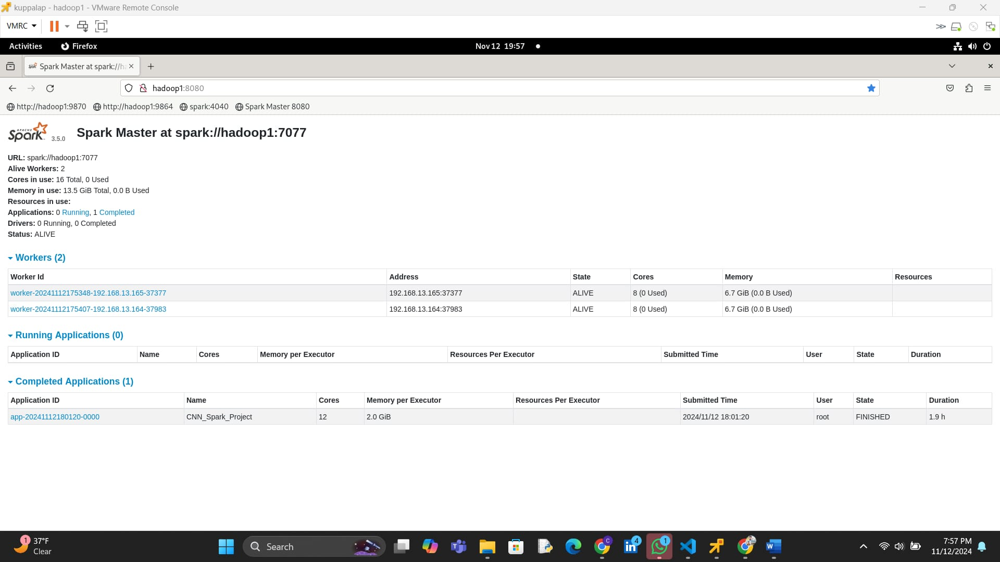 kuppalap - hadoop1 - VMware Remote Console
VMRC
Activities Firefox Nov 12 19:57
Spark Master at spark://h
hadoop1:8080
http://hadoop1:9870 http://hadoop1:9864 spark:4040 Spark Master 8080
APACHE Spark 3.5.0 Spark Master at spark://hadoop1:7077
URL: spark://hadoop1:7077
Alive Workers: 2
Cores in use: 16 Total, 0 Used
Memory in use: 13.5 GiB Total, 0.0 B Used
Resources in use:
Applications: 0 Running, 1 Completed
Drivers: 0 Running, 0 Completed
Status: ALIVE
Workers (2)
Worker Id Address State Cores Memory Resources
worker-20241112175348-192.168.13.165-37377 192.168.13.165:37377 ALIVE 8 (0 Used) 6.7 GiB (0.0 B Used)
worker-20241112175407-192.168.13.164-37983 192.168.13.164:37983 ALIVE 8 (0 Used) 6.7 GiB (0.0 B Used)
Running Applications (0)
Application ID Name Cores Memory per Executor Resources Per Executor Submitted Time User State Duration
Completed Applications (1)
Application ID Name Cores Memory per Executor Resources Per Executor Submitted Time User State Duration
app-20241112180120-0000 CNN_Spark_Project 12 2.0 GiB 2024/11/12 18:01:20 root FINISHED 1.9 h
1 37°F
Clear
Search
C 4 1
7:57 PM
11/12/2024